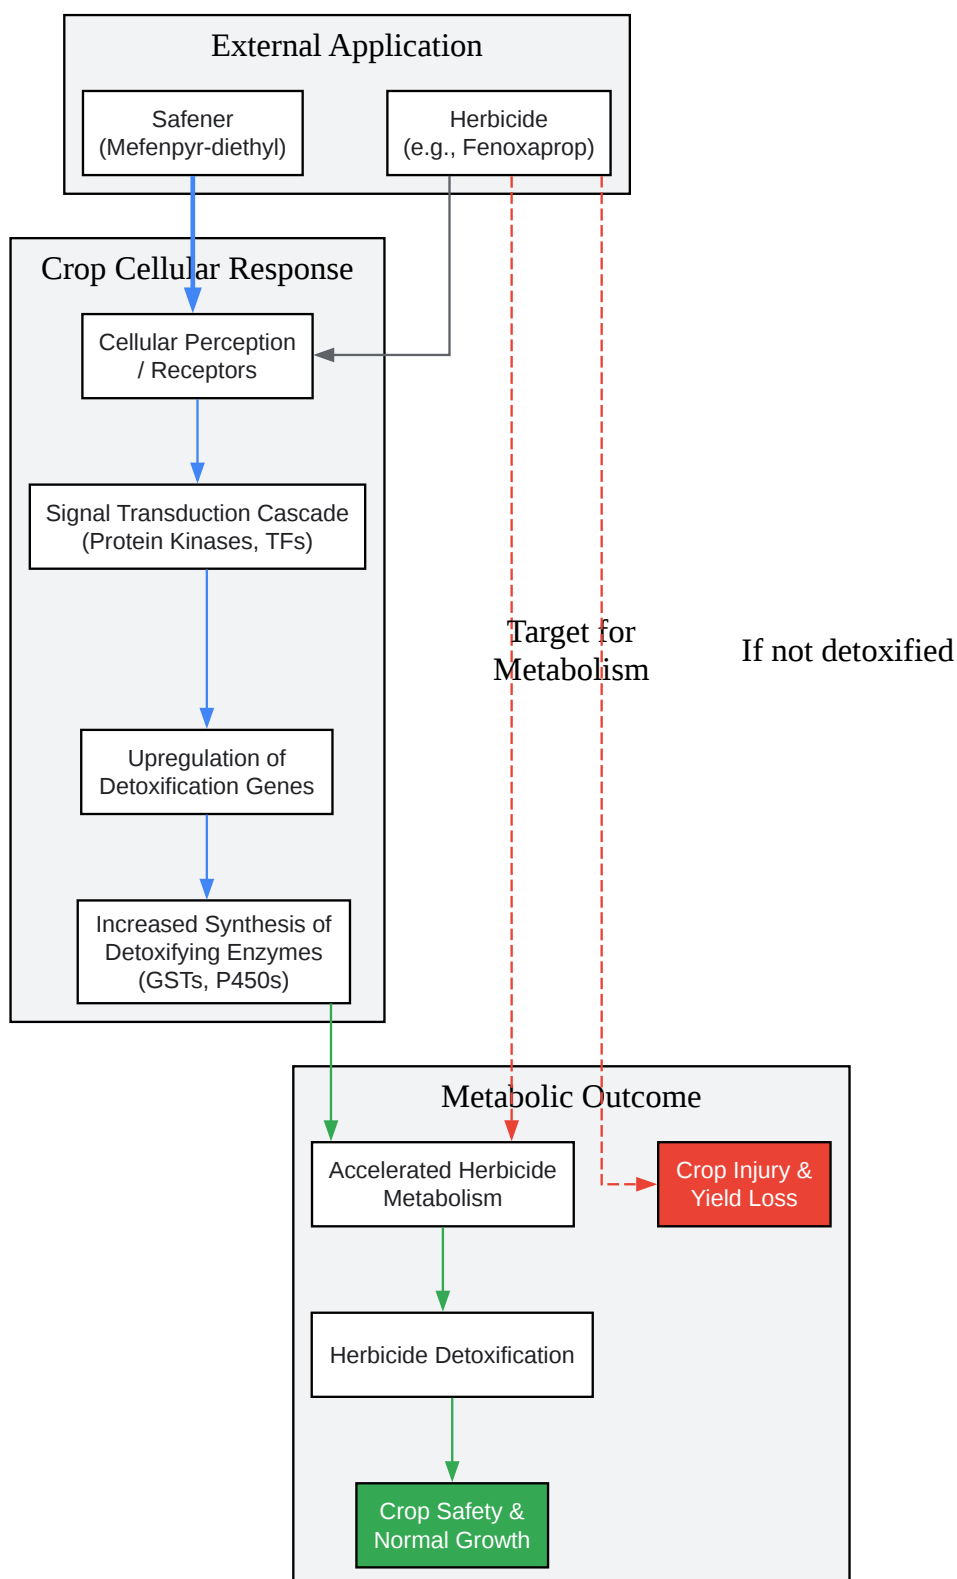 External Application
Safener
(Mefenpyr-diethyl)
Herbicide
(e.g., Fenoxaprop)
Crop Cellular Response
Cellular Perception
/ Receptors
Signal Transduction Cascade
(Protein Kinases, TFs)
Target for
Metabolism
If not detoxified
Upregulation of
Detoxification Genes
Increased Synthesis of
Detoxifying Enzymes
(GSTs, P450s)
Metabolic Outcome
Accelerated Herbicide
Metabolism
Crop Injury &
Yield Loss
Herbicide Detoxification
Crop Safety &
Normal Growth